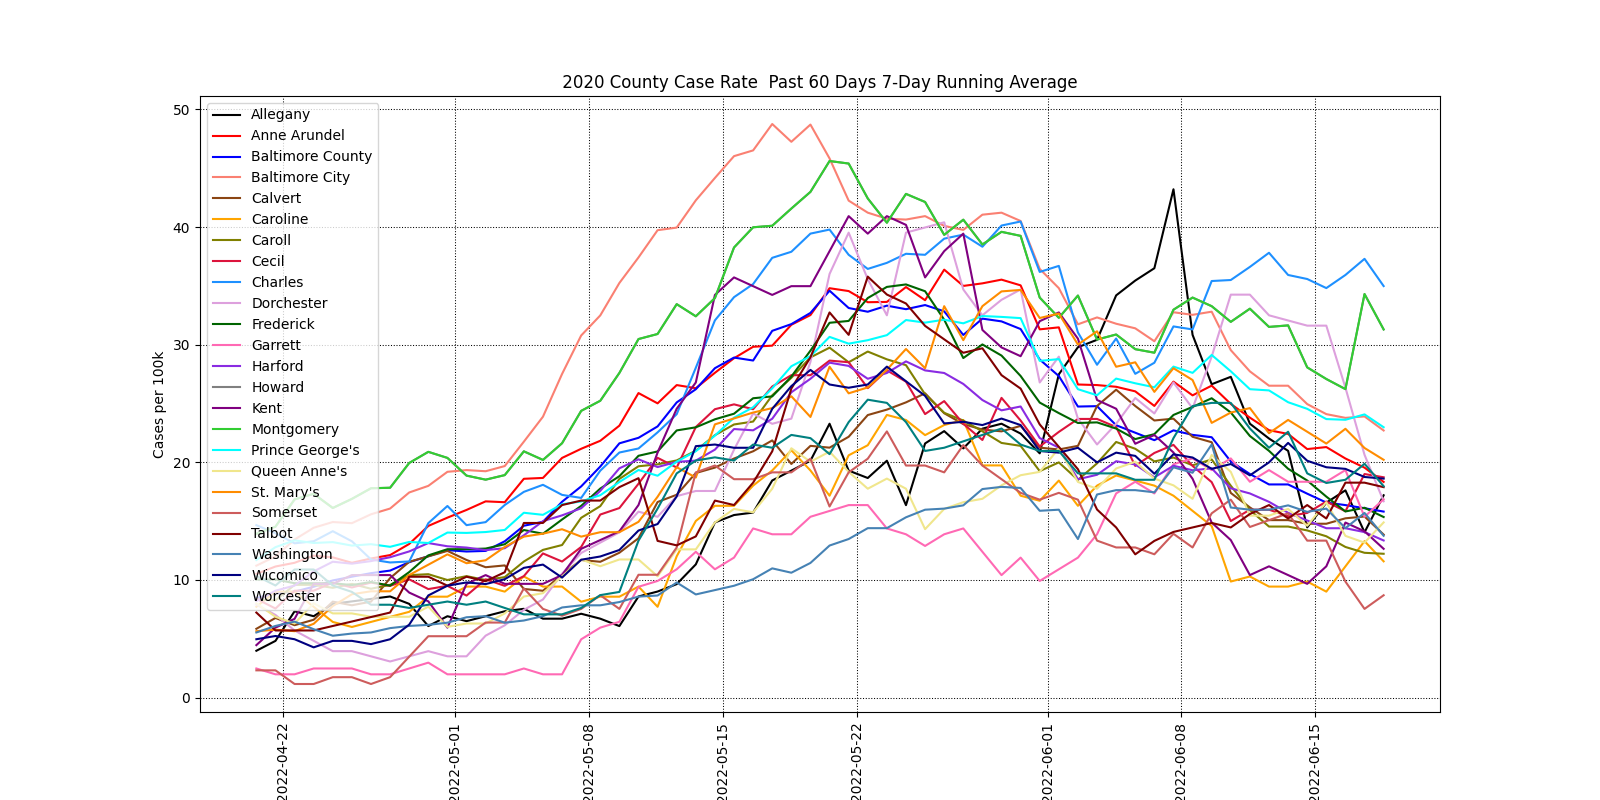 2020 County Case Rate  Past 60 Days 7-Day Running Average
Cases per 100k
50
40
30
20
10
0
Allegany
Anne Arundel
Baltimore County
Baltimore City
Calvert
Caroline
Caroll
Cecil
Charles
Dorchester
Frederick
Garrett
Harford
Howard
Kent
Montgomery
Prince George's
Queen Anne's
St. Mary's
Somerset
Talbot
Washington
Wicomico
Worcester
2022-04-22
2022-05-01
2022-05-08
2022-05-15
2022-05-22
2022-06-01
2022-06-08
2022-06-15